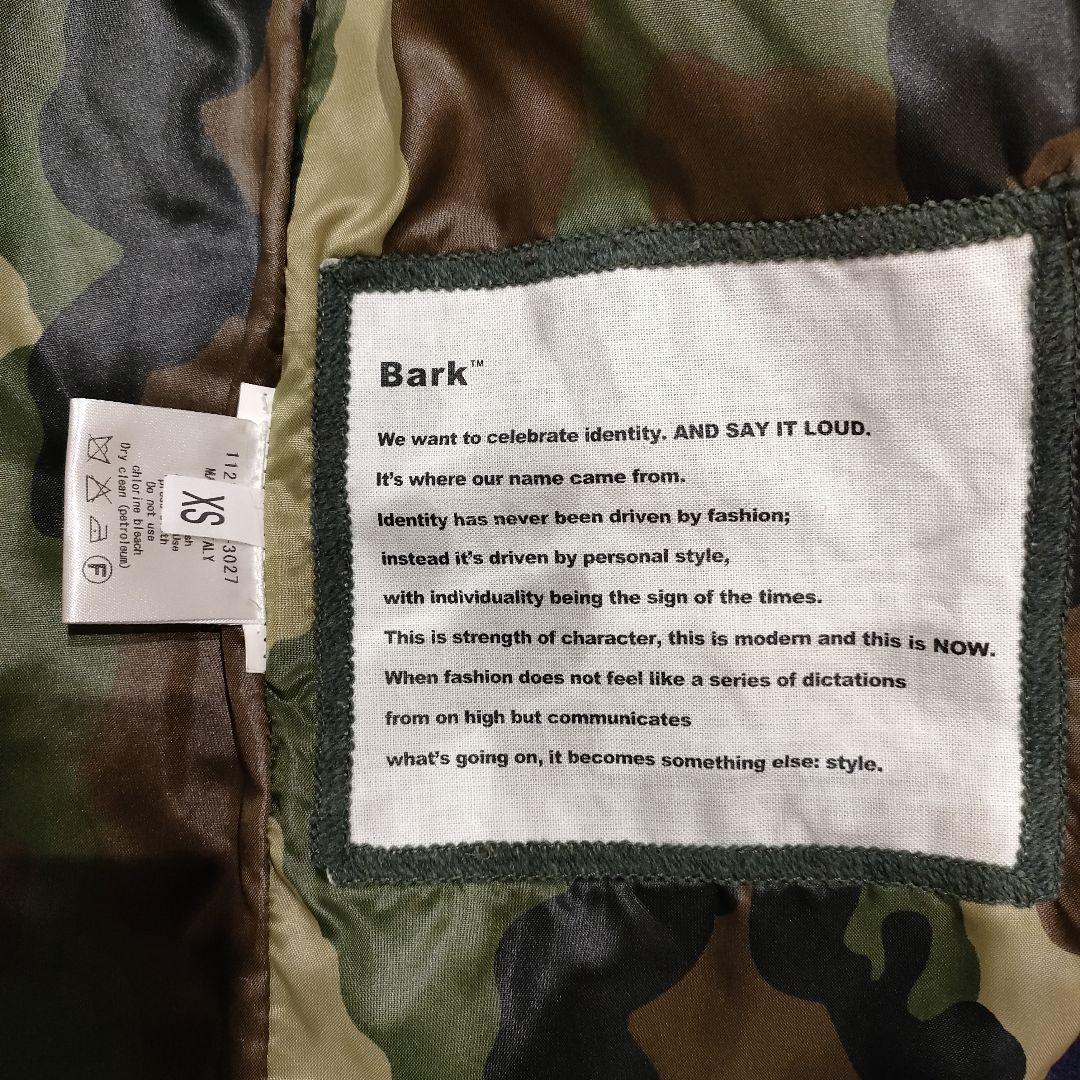 Bark™
We want to celebrate identity. AND SAY IT LOUD.
It's where our name came from.
Identity has never been driven by fashion;
instead it's driven by personal style,
with individuality being the sign of the times.
This is strength of character, this is modern and this is NOW.
When fashion does not feel like a series of dictations
from on high but communicates
what's going on, it becomes something else: style.
XS
112
3027
Do not use
chlorine bleach
Dry clean (petroleum)
F